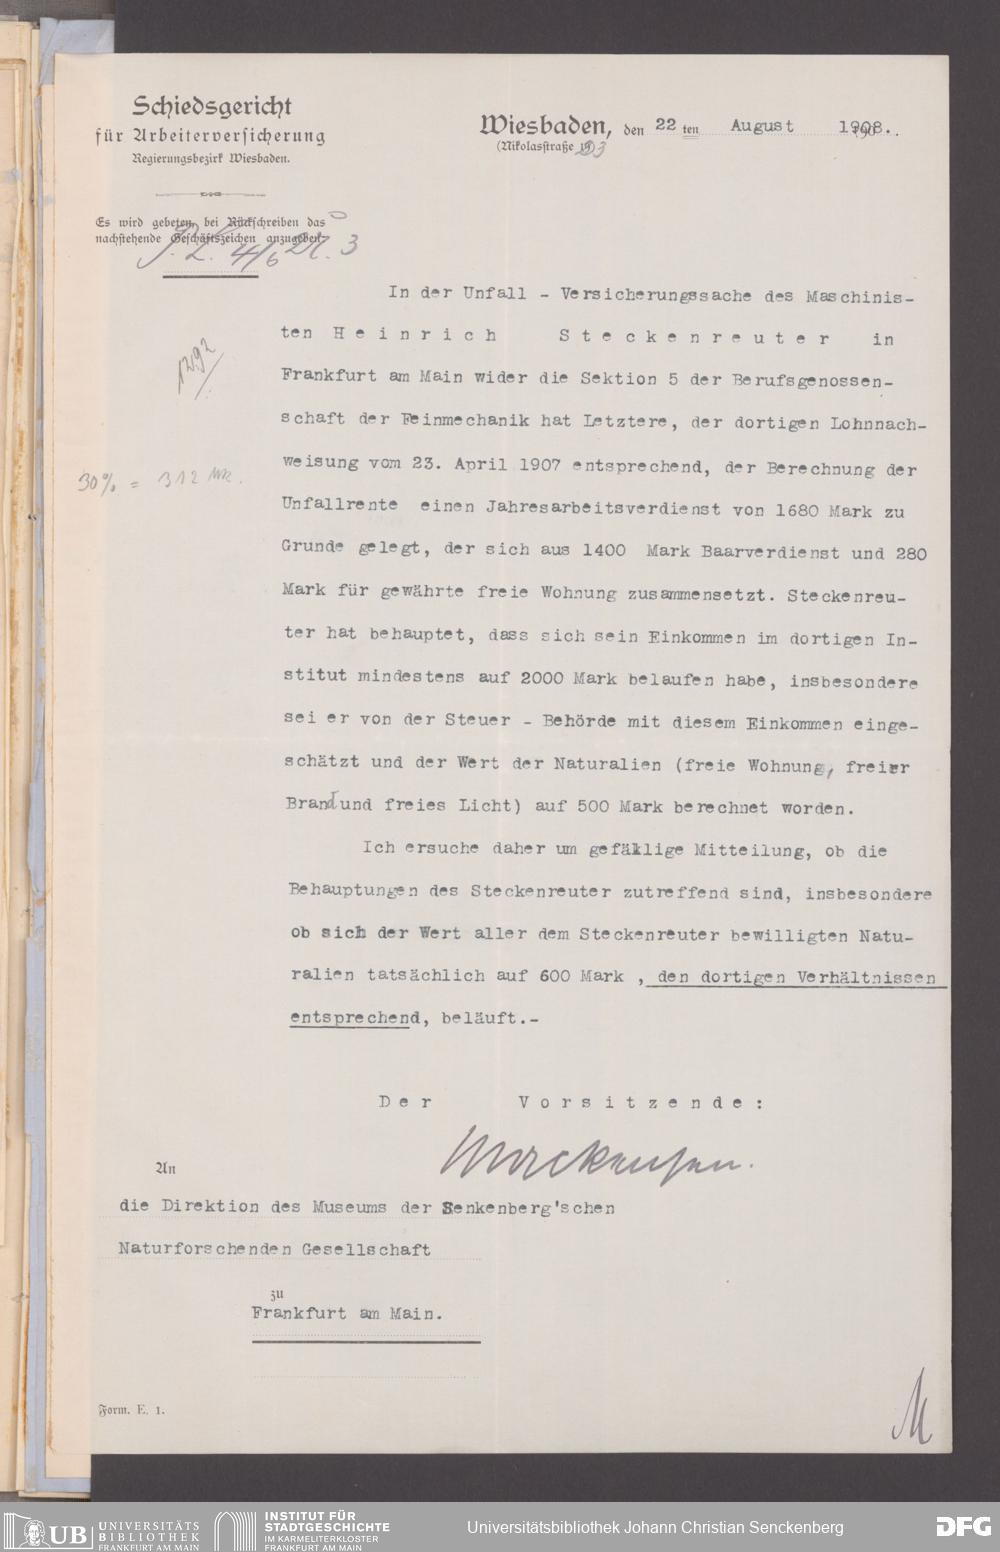 Schiedsgericht
für Arbeiterversicherung
Regierungsbezirk Wiesbaden.
Wiesbaden, den 22 ten August 1908.
(Nikolasstraße
Es wird gebeten, bei Rückschreiben das
nachstehende Geschäftszeichen anzugeben.
1292
30% = 312 Mk.
In der Unfall - Versicherungssache des Maschinis-
ten Heinrich Steckenreuter in
Frankfurt am Main wider die Sektion 5 der Berufsgenossen-
schaft der Feinmechanik hat Letztere, der dortigen Lohnnach-
weisung vom 23. April 1907 entsprechend, der Berechnung der
Unfallrente einen Jahresarbeitsverdienst von 1680 Mark zu
Grunde gelegt, der sich aus 1400 Mark Baarverdienst und 280
Mark für gewährte freie Wohnung zusammensetzt. Steckenreu-
ter hat behauptet, dass sich sein Einkommen im dortigen In-
stitut mindestens auf 2000 Mark belaufen habe, insbesondere
sei er von der Steuer - Behörde mit diesem Einkommen einge-
schätzt und der Wert der Naturalien (freie Wohnung, freier
Brand und freies Licht) auf 500 Mark berechnet worden.
Ich ersuche daher um gefällige Mitteilung, ob die
Behauptungen des Steckenreuter zutreffend sind, insbesondere
ob sich der Wert aller dem Steckenreuter bewilligten Natu-
ralien tatsächlich auf 600 Mark , den dortigen Verhältnissen
entsprechend, beläuft.-
Der Vorsitzende:
An
die Direktion des Museums der Senkenberg'schen
Naturforschenden Gesellschaft
zu
Frankfurt am Main.
Form. E. 1.
M
UB UNIVERSITÄTS
BIBLIOTHEK
FRANKFURT AM MAIN
INSTITUT FÜR
STADTGESCHICHTE
IM KARMELITERKLOSTER
FRANKFURT AM MAIN
Universitätsbibliothek Johann Christian Senckenberg
DFG